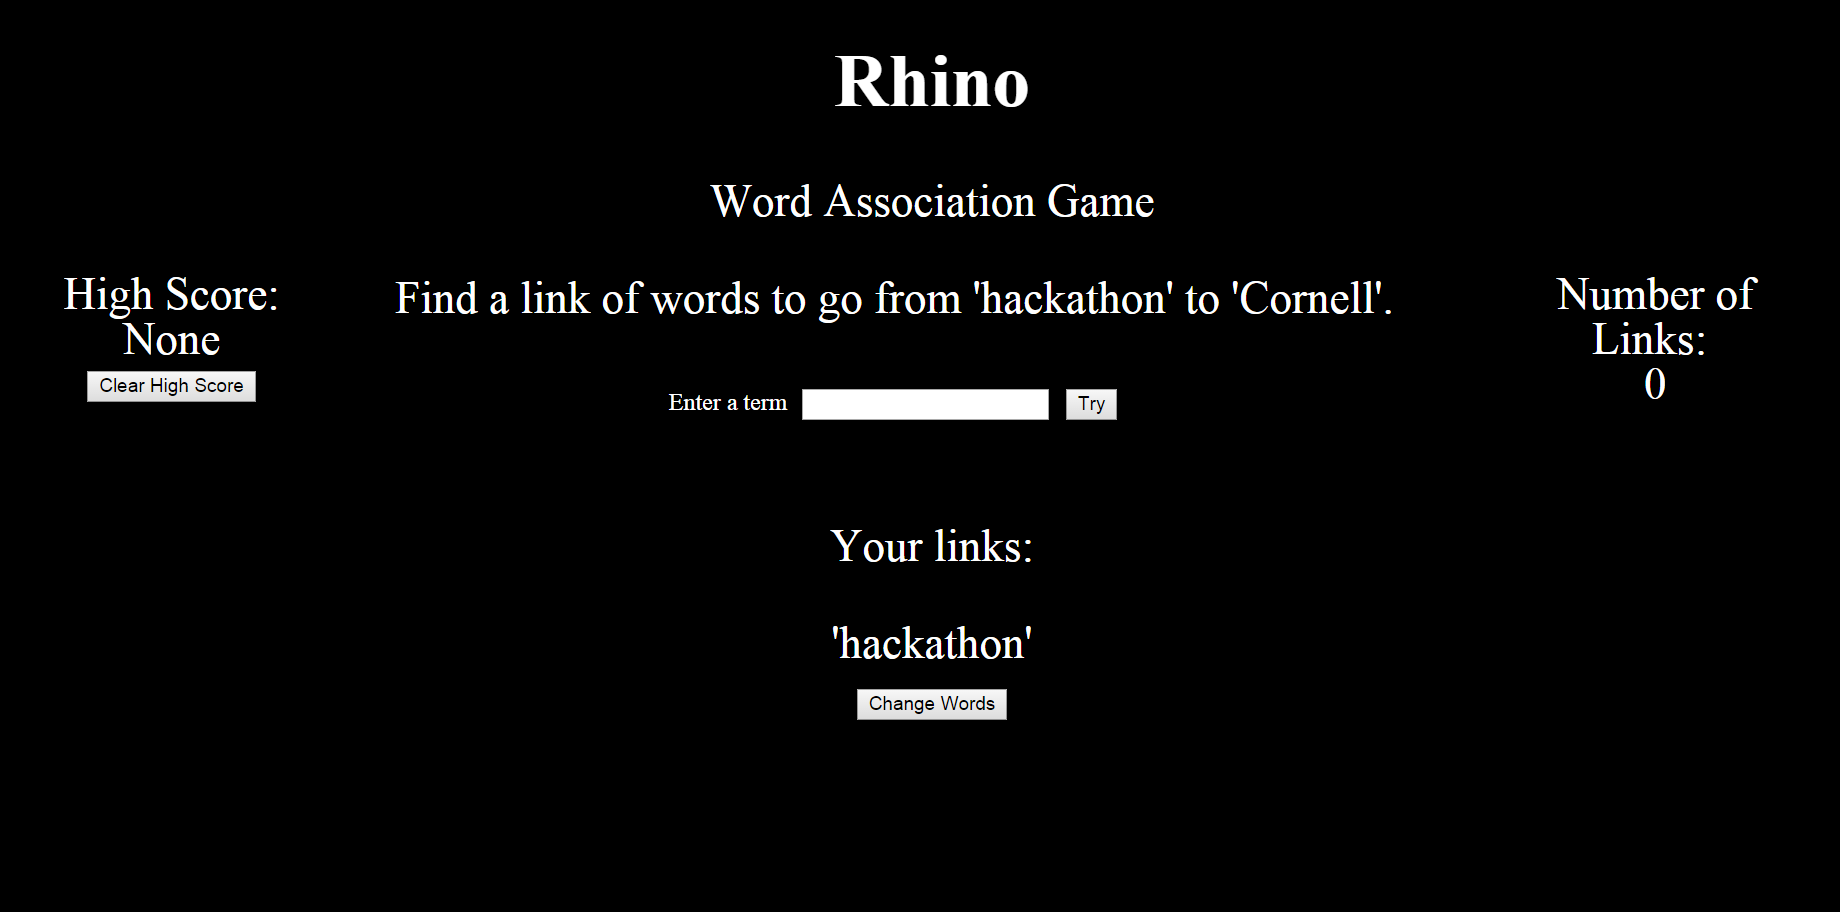 Rhino
Word Association Game
High Score:
None
Clear High Score
Find a link of words to go from 'hackathon' to 'Cornell'.
Enter a term
Try
Number of
Links:
0
Your links:
'hackathon'
Change Words